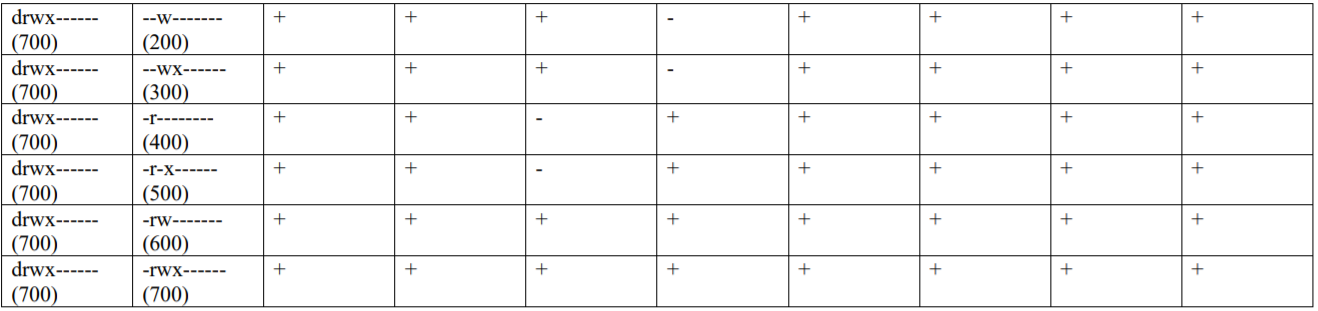 drwx------ --w------- + + + - + + + +
(700) (200)
drwx------ --wx------ + + + - + + + +
(700) (300)
drwx------ -r-------- + + - + + + + +
(700) (400)
drwx------ -r-x------ + + - + + + + +
(700) (500)
drwx------ -rw------- + + + + + + + +
(700) (600)
drwx------ -rwx------ + + + + + + + +
(700) (700)